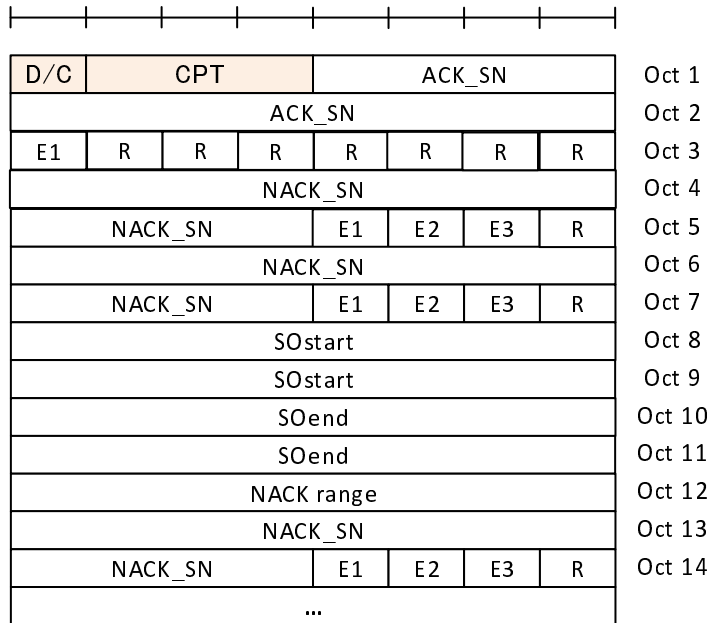 D/C CPT ACK_SN Oct 1
ACK_SN Oct 2
E1 R R R R R R R Oct 3
NACK_SN Oct 4
NACK_SN E1 E2 E3 R Oct 5
NACK_SN Oct 6
NACK_SN E1 E2 E3 R Oct 7
SOstart Oct 8
SOstart Oct 9
SOend Oct 10
SOend Oct 11
NACK range Oct 12
NACK_SN Oct 13
NACK_SN E1 E2 E3 R Oct 14
...